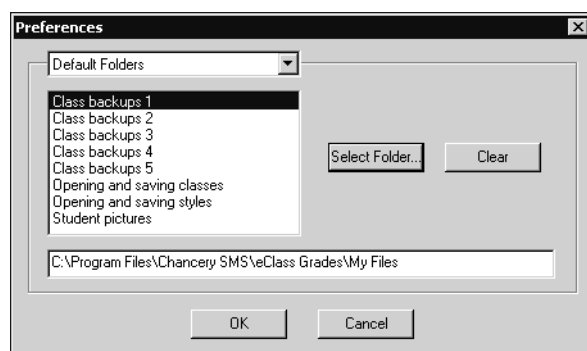 Preferences
Default Folders
Class backups 1
Class backups 2
Class backups 3
Class backups 4
Class backups 5
Opening and saving classes
Opening and saving styles
Student pictures
Select Folder... Clear
C:\Program Files\Chancery SMS\eClass Grades\My Files
OK Cancel